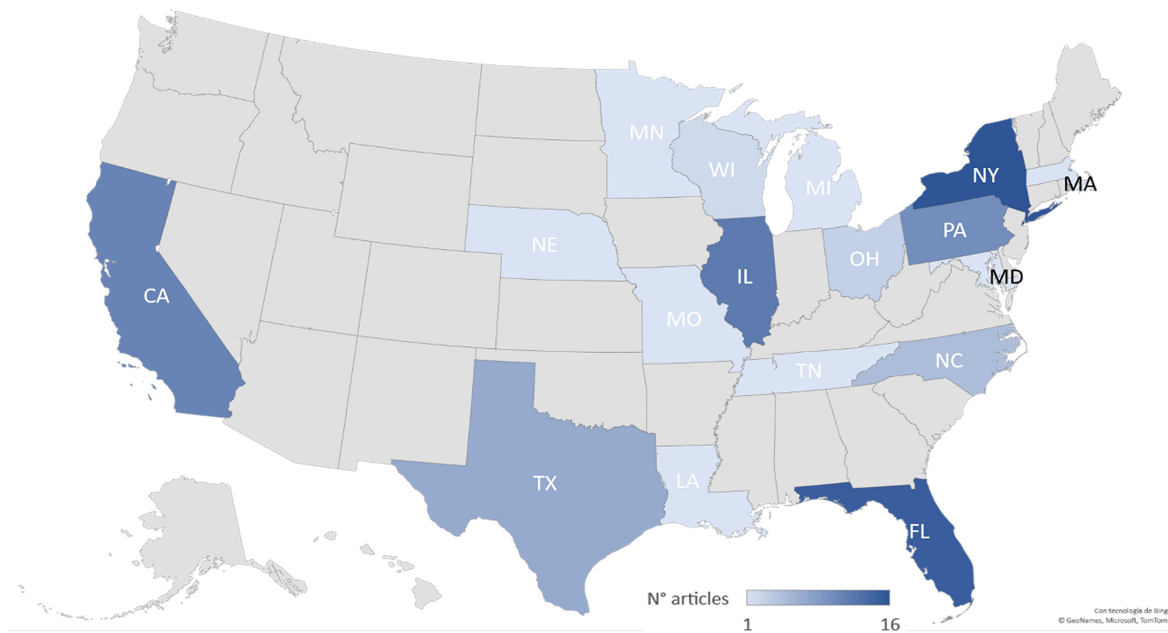 MN
WI
MI
NY
MA
NE
PA
OH
MD
IL
CA
MO
NC
TN
TX
LA
FL
N° articles
1 16
Con tecnología de Bing
© GeoNames, Microsoft, TomTom